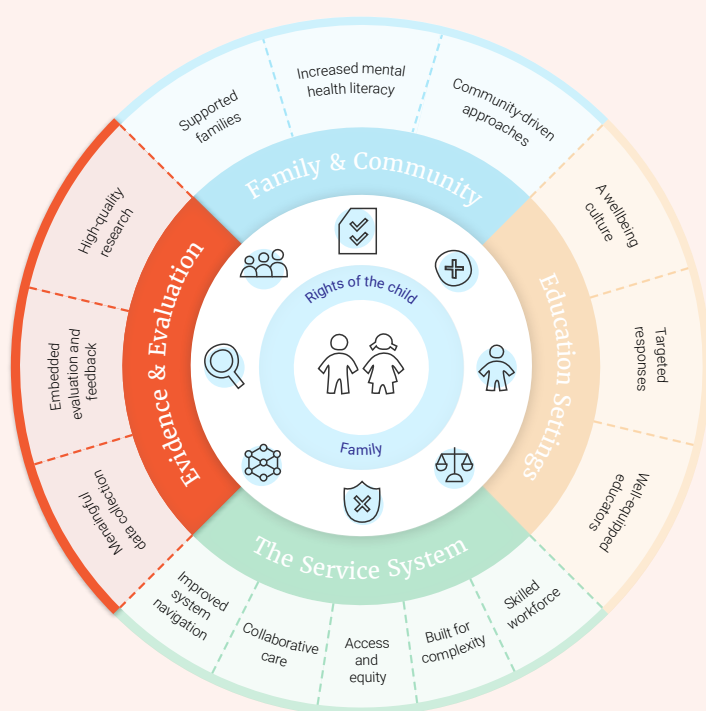 Family & Community
Supported
families
Increased mental
health literacy
Community-driven
approaches
Education Settings
A wellbeing
culture
Targeted
responses
Well-equipped
educators
The Service System
Skilled
workforce
Built for
complexity
Access
and
equity
Collaborative
care
Improved
system
navigation
Evidence & Evaluation
Menaingful
data collection
Embedded
evaluation and
feedback
High-quality
research
Rights of the child
Family